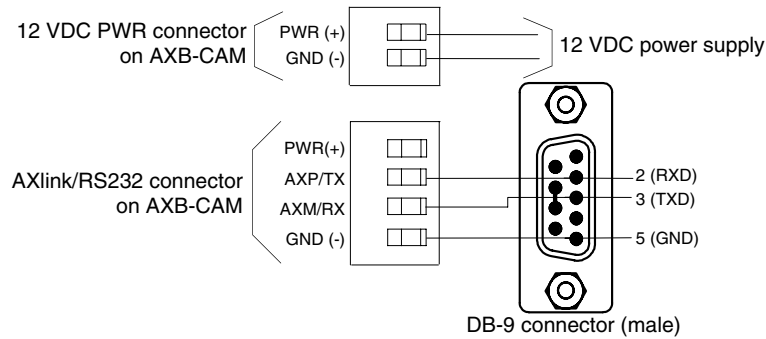 12 VDC PWR connector
on AXB-CAM
PWR (+)
GND (-)
12 VDC power supply
AXlink/RS232 connector
on AXB-CAM
PWR(+)
AXP/TX
AXM/RX
GND (-)
2 (RXD)
3 (TXD)
5 (GND)
DB-9 connector (male)